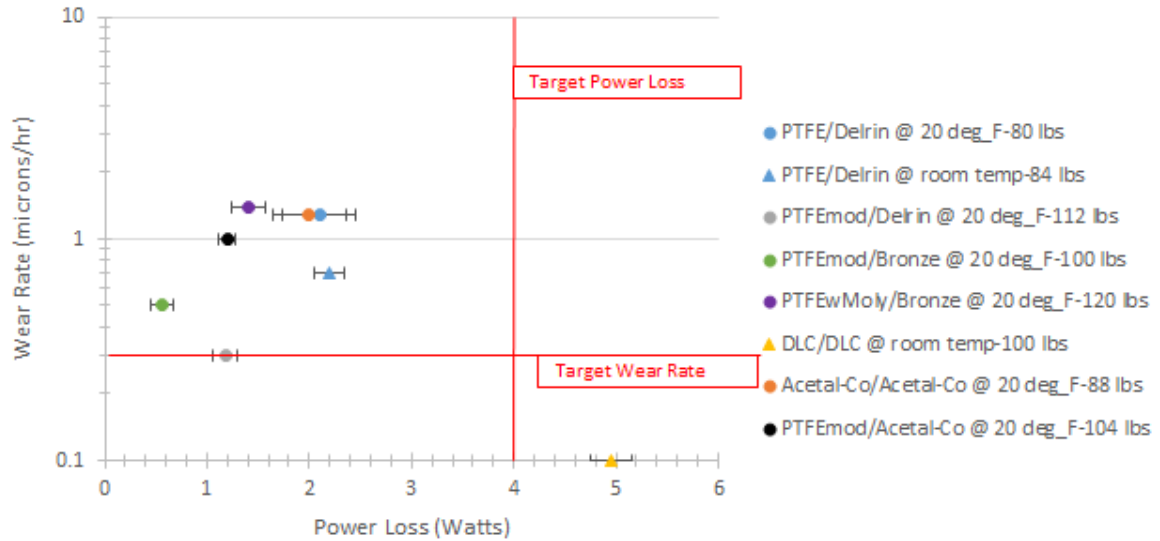 10
Target Power Loss
PTFE/Delrin @ 20 deg_F-80 lbs
PTFE/Delrin @ room temp-84 lbs
PTFEmod/Delrin @ 20 deg_F-112 lbs
PTFEmod/Bronze @ 20 deg_F-100 lbs
PTFEwMoly/Bronze @ 20 deg_F-120 lbs
DLC/DLC @ room temp-100 lbs
Acetal-Co/Acetal-Co @ 20 deg_F-88 lbs
PTFEmod/Acetal-Co @ 20 deg_F-104 lbs
Wear Rate (microns/hr)
1
Target Wear Rate
0.1
0 1 2 3 4 5 6
Power Loss (Watts)